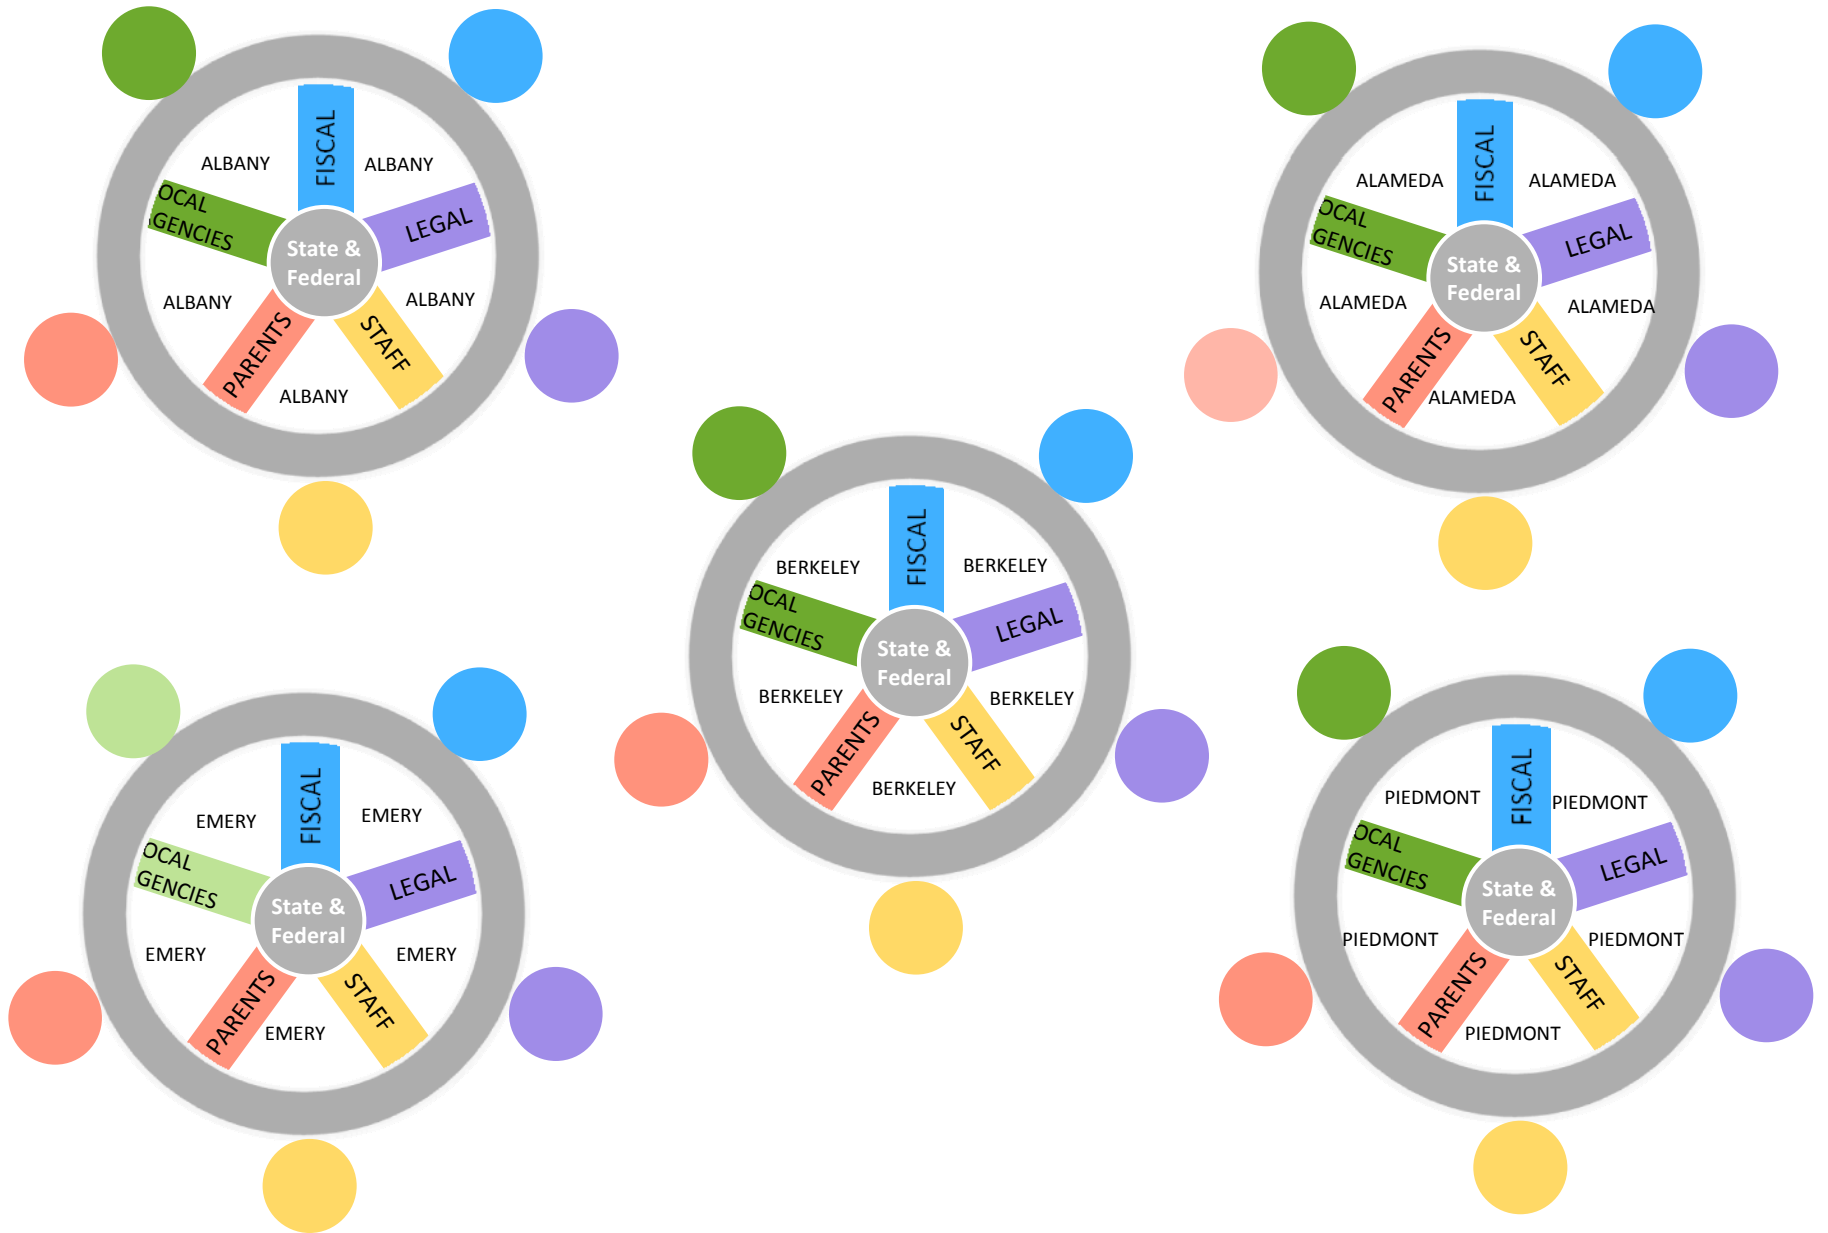 ALBANY
FISCAL
ALBANY
OCAL
GENCIES
LEGAL
State &
Federal
ALBANY
ALBANY
PARENTS
STAFF
ALBANY
ALAMEDA
FISCAL
ALAMEDA
OCAL
GENCIES
LEGAL
State &
Federal
ALAMEDA
ALAMEDA
PARENTS
STAFF
ALAMEDA
BERKELEY
FISCAL
BERKELEY
OCAL
GENCIES
LEGAL
State &
Federal
BERKELEY
BERKELEY
PARENTS
STAFF
BERKELEY
EMERY
FISCAL
EMERY
OCAL
GENCIES
LEGAL
State &
Federal
EMERY
EMERY
PARENTS
STAFF
EMERY
PIEDMONT
FISCAL
PIEDMONT
OCAL
GENCIES
LEGAL
State &
Federal
PIEDMONT
PIEDMONT
PARENTS
STAFF
PIEDMONT